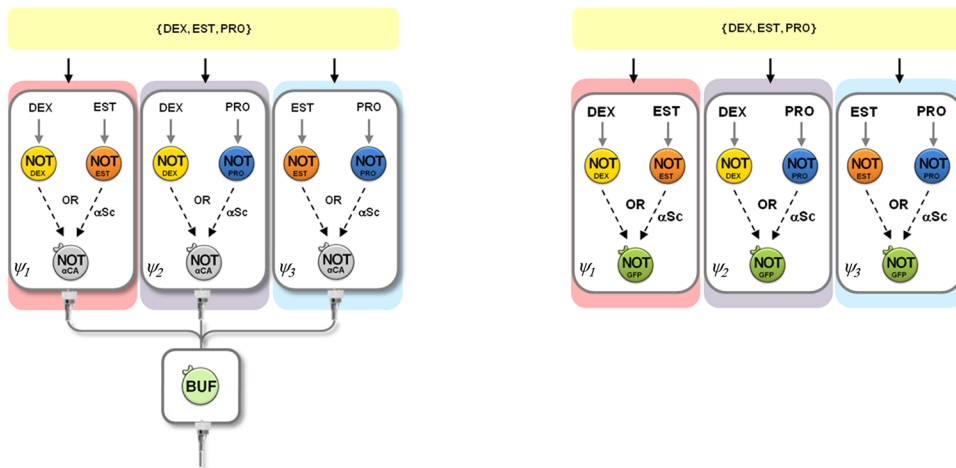 {DEX, EST, PRO}
DEX EST
NOT DEX NOT EST
OR
αSc
NOT αCA
ψ1
DEX PRO
NOT DEX NOT PRO
OR
αSc
NOT αCA
ψ2
EST PRO
NOT EST NOT PRO
OR
αSc
NOT αCA
ψ3
BUF
{DEX, EST, PRO}
DEX EST
NOT DEX NOT EST
OR
αSc
NOT GFP
ψ1
DEX PRO
NOT DEX NOT PRO
OR
αSc
NOT GFP
ψ2
EST PRO
NOT EST NOT PRO
OR
αSc
NOT GFP
ψ3